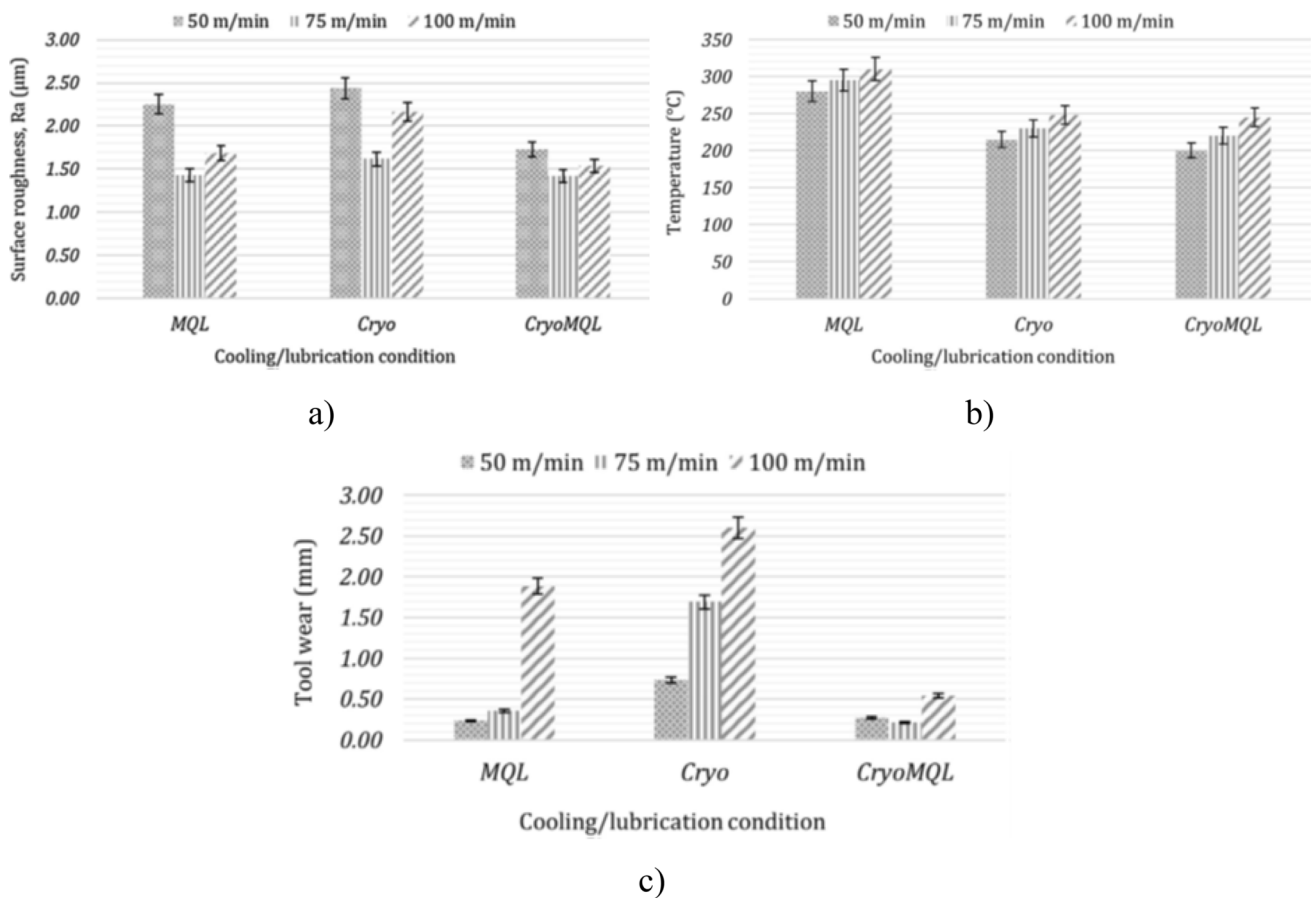 50 m/min 75 m/min 100 m/min
Surface roughness, Ra (µm)
3.00
2.50
2.00
1.50
1.00
0.50
0.00
MQL Cryo CryoMQL
Cooling/lubrication condition
a)
50 m/min 75 m/min 100 m/min
Temperature (°C)
350
300
250
200
150
100
50
0
MQL Cryo CryoMQL
Cooling/lubrication condition
b)
50 m/min 75 m/min 100 m/min
Tool wear (mm)
3.00
2.50
2.00
1.50
1.00
0.50
0.00
MQL Cryo CryoMQL
Cooling/lubrication condition
c)